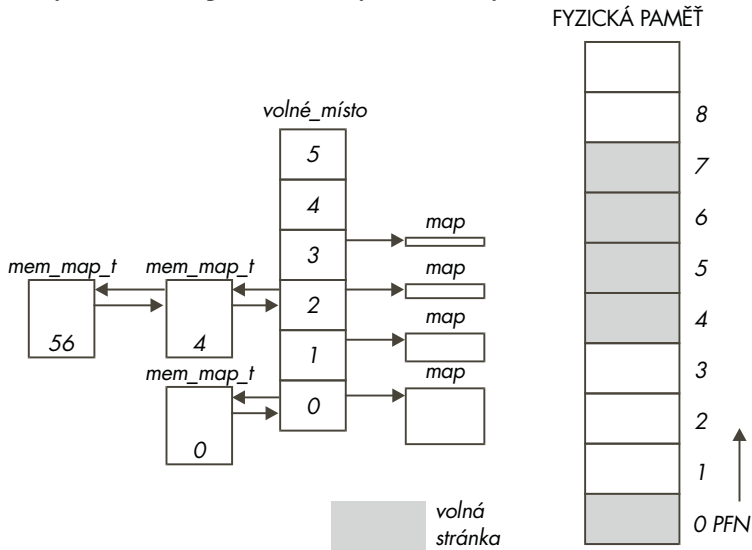 FYZICKÁ PAMĚŤ
volné_místo
5
4
3
2
1
0
map
map
map
map
mem_map_t
mem_map_t
56
4
mem_map_t
0
8
7
6
5
4
3
2
1
0 PFN
volná
stránka